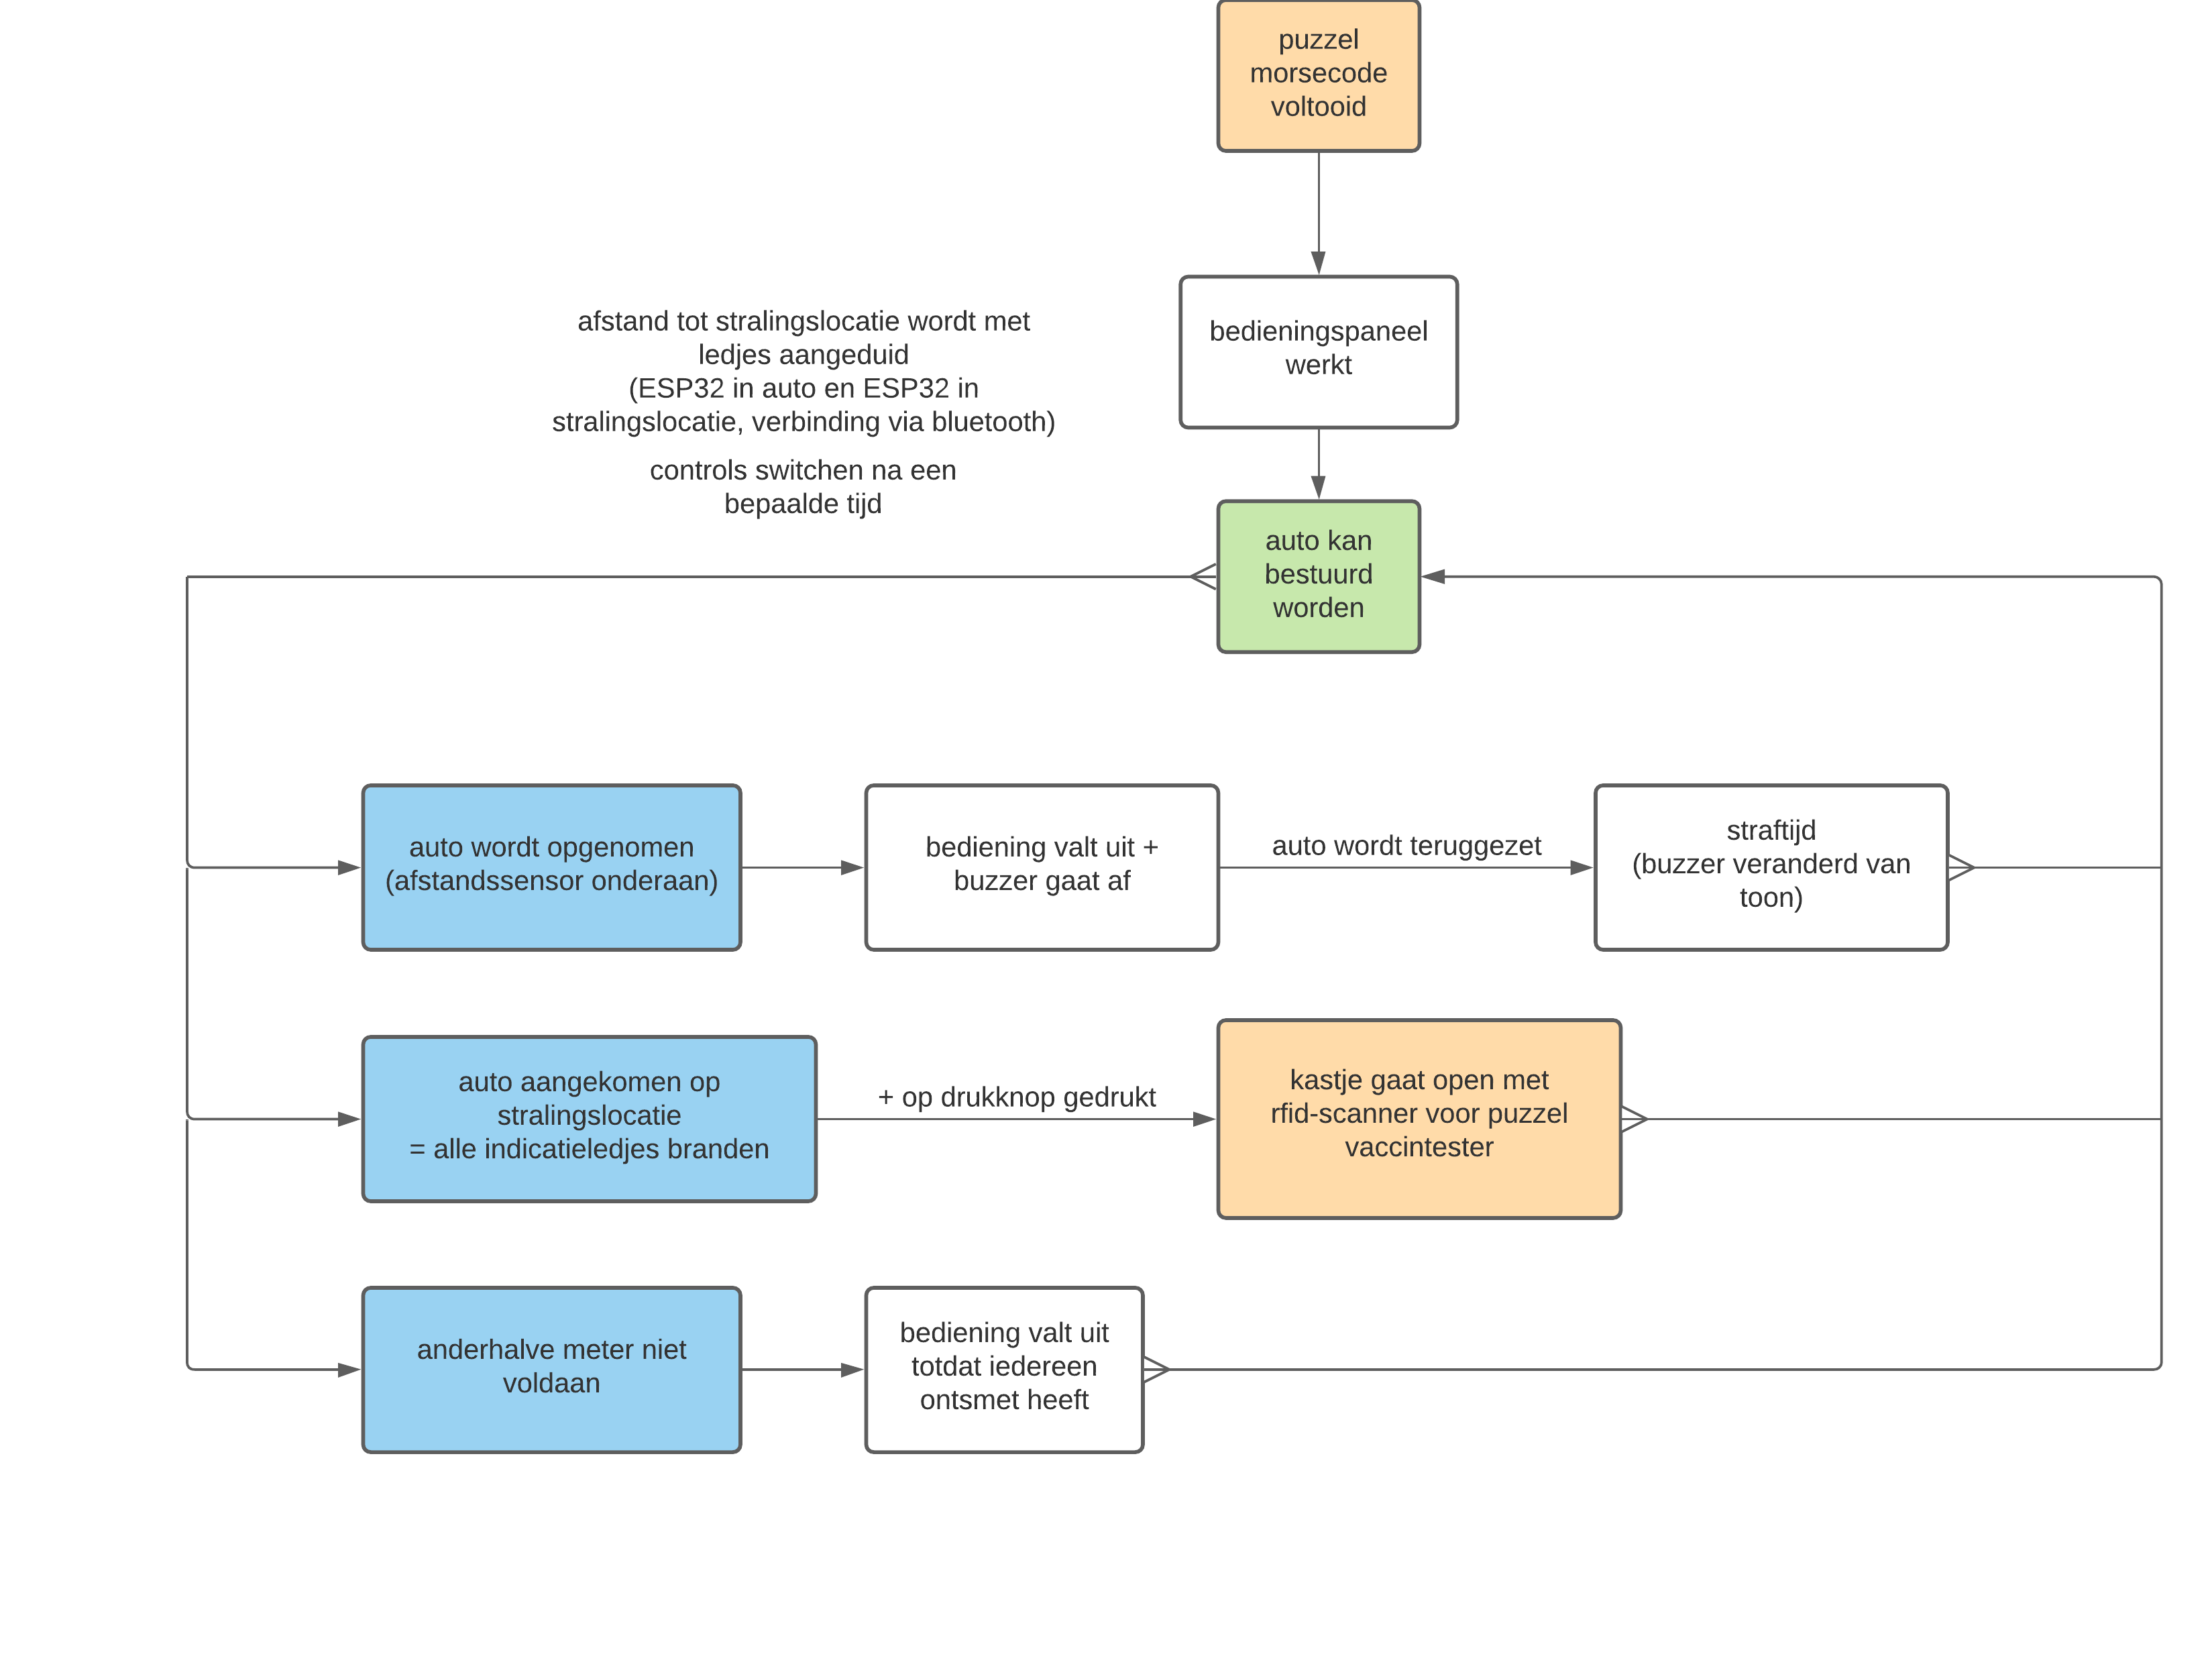 puzzel
morsecode
voltooid
bedieningspaneel
werkt
afstand tot stralingslocatie wordt met
ledjes aangeduid
(ESP32 in auto en ESP32 in
stralingslocatie, verbinding via bluetooth)
controls switchen na een
bepaalde tijd
auto kan
bestuurd
worden
auto wordt opgenomen
(afstandssensor onderaan)
bediening valt uit +
buzzer gaat af
auto wordt teruggezet
straftijd
(buzzer veranderd van
toon)
auto aangekomen op
stralingslocatie
= alle indicatieledjes branden
+ op drukknop gedrukt
kastje gaat open met
rfid-scanner voor puzzel
vaccintester
anderhalve meter niet
voldaan
bediening valt uit
totdat iedereen
ontsmet heeft